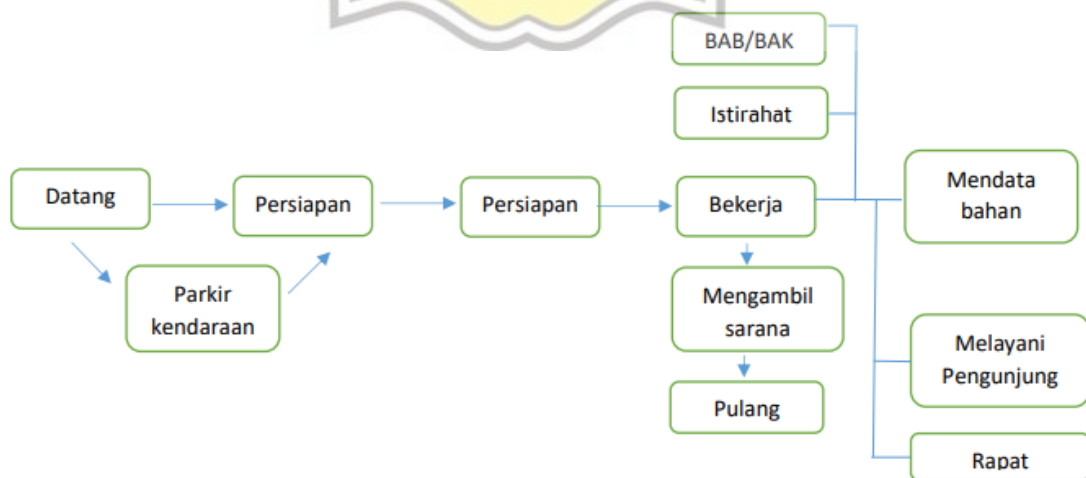 BAB/BAK
Istirahat
Datang
Persiapan
Persiapan
Bekerja
Mendata
bahan
Parkir
kendaraan
Mengambil
sarana
Melayani
Pengunjung
Pulang
Rapat